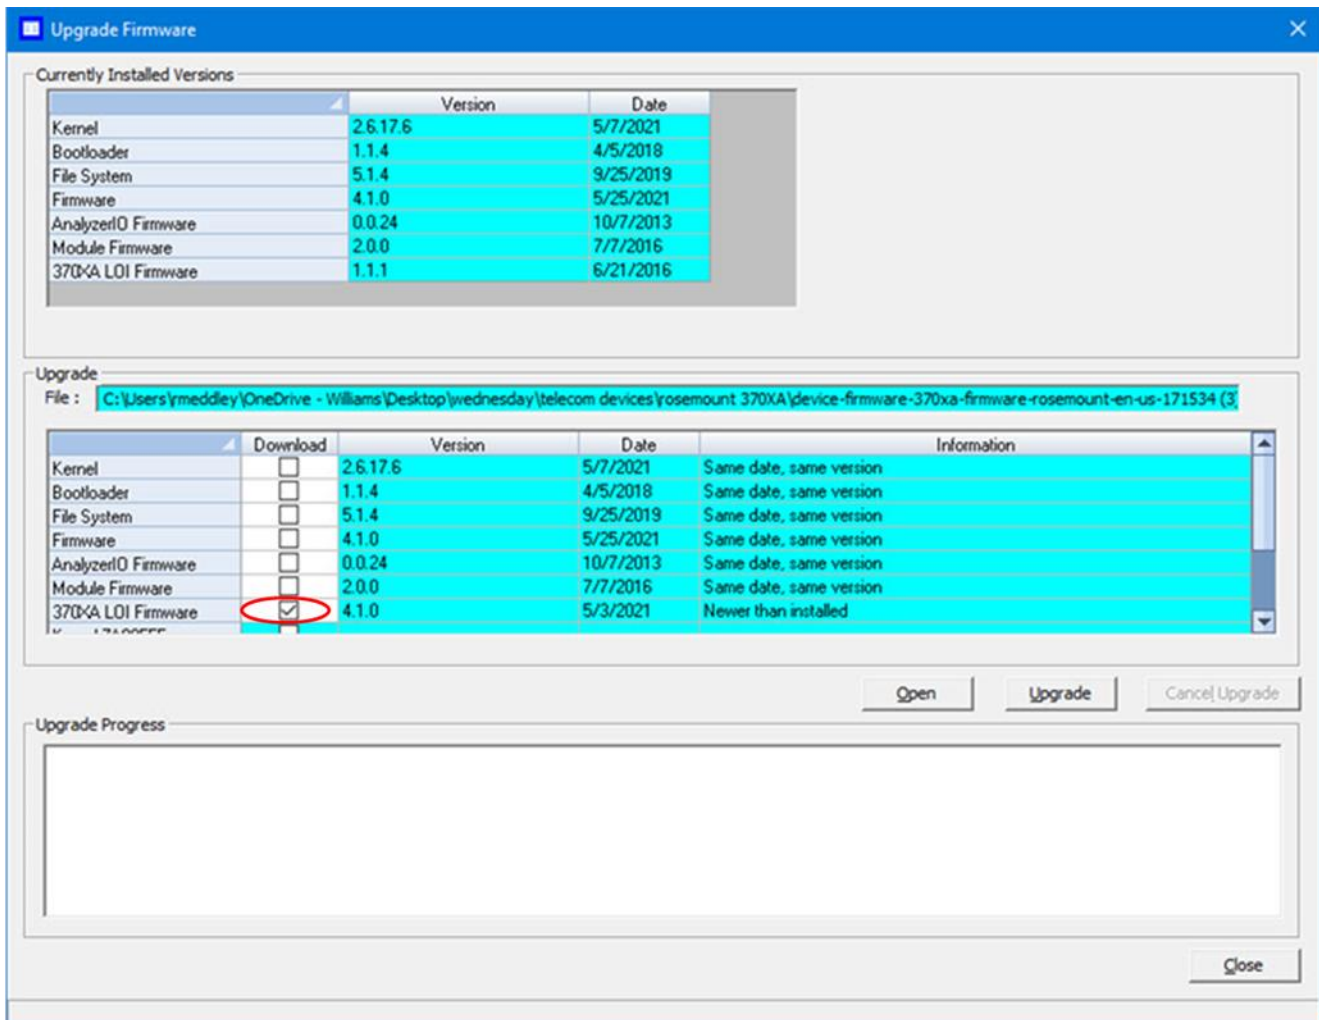 Upgrade Firmware
Currently Installed Versions
Version Date
Kernel 2.6.17.6 5/7/2021
Bootloader 1.1.4 4/5/2018
File System 5.1.4 9/25/2019
Firmware 4.1.0 5/25/2021
AnalyzerIO Firmware 0.0.24 10/7/2013
Module Firmware 2.0.0 7/7/2016
370XA LOI Firmware 1.1.1 6/21/2016
Upgrade
File : C:\Users\rmeddley\OneDrive - Williams\Desktop\wednesday\telecom devices\rosemount 370XA\device-firmware-370xa-firmware-rosemount-en-us-171534 (3)
Download Version Date Information
Kernel 2.6.17.6 5/7/2021 Same date, same version
Bootloader 1.1.4 4/5/2018 Same date, same version
File System 5.1.4 9/25/2019 Same date, same version
Firmware 4.1.0 5/25/2021 Same date, same version
AnalyzerIO Firmware 0.0.24 10/7/2013 Same date, same version
Module Firmware 2.0.0 7/7/2016 Same date, same version
370XA LOI Firmware 4.1.0 5/3/2021 Newer than installed
Open Upgrade Cancel Upgrade
Upgrade Progress
Close